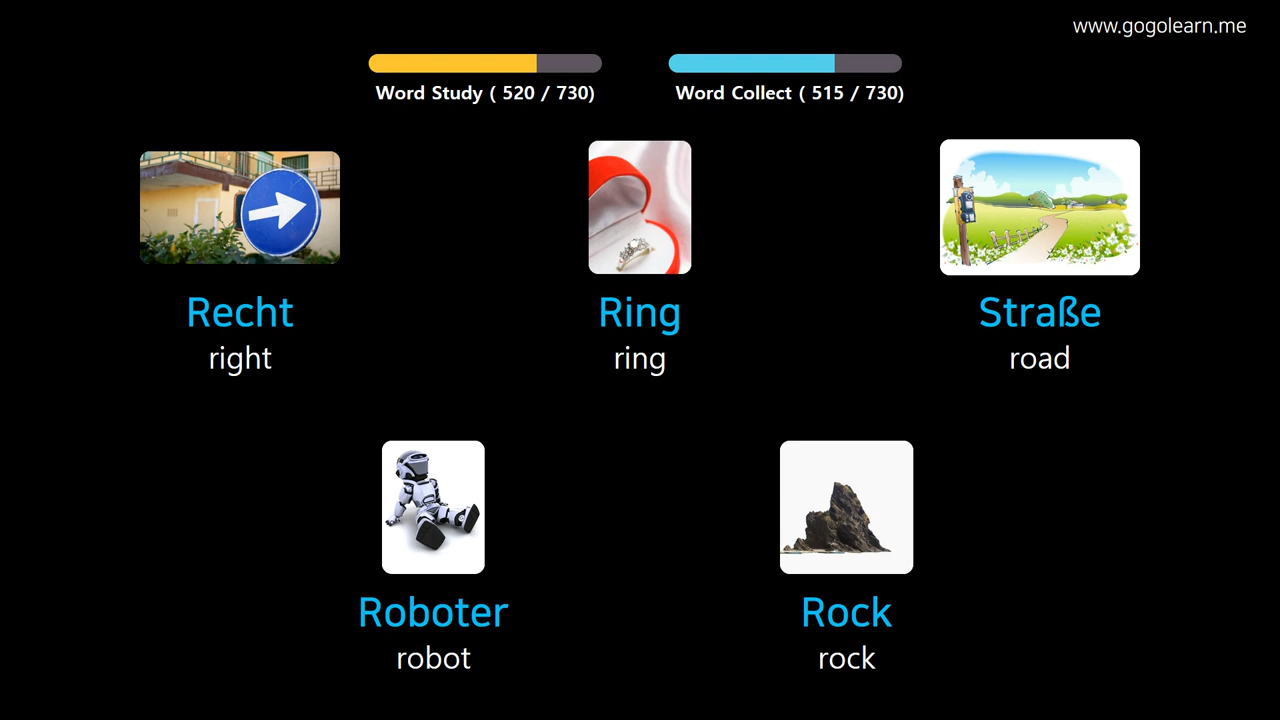 www.gogolearn.me
Word Study ( 520 / 730)
Word Collect ( 515 / 730)
Recht
right
Ring
ring
Straße
road
Roboter
robot
Rock
rock